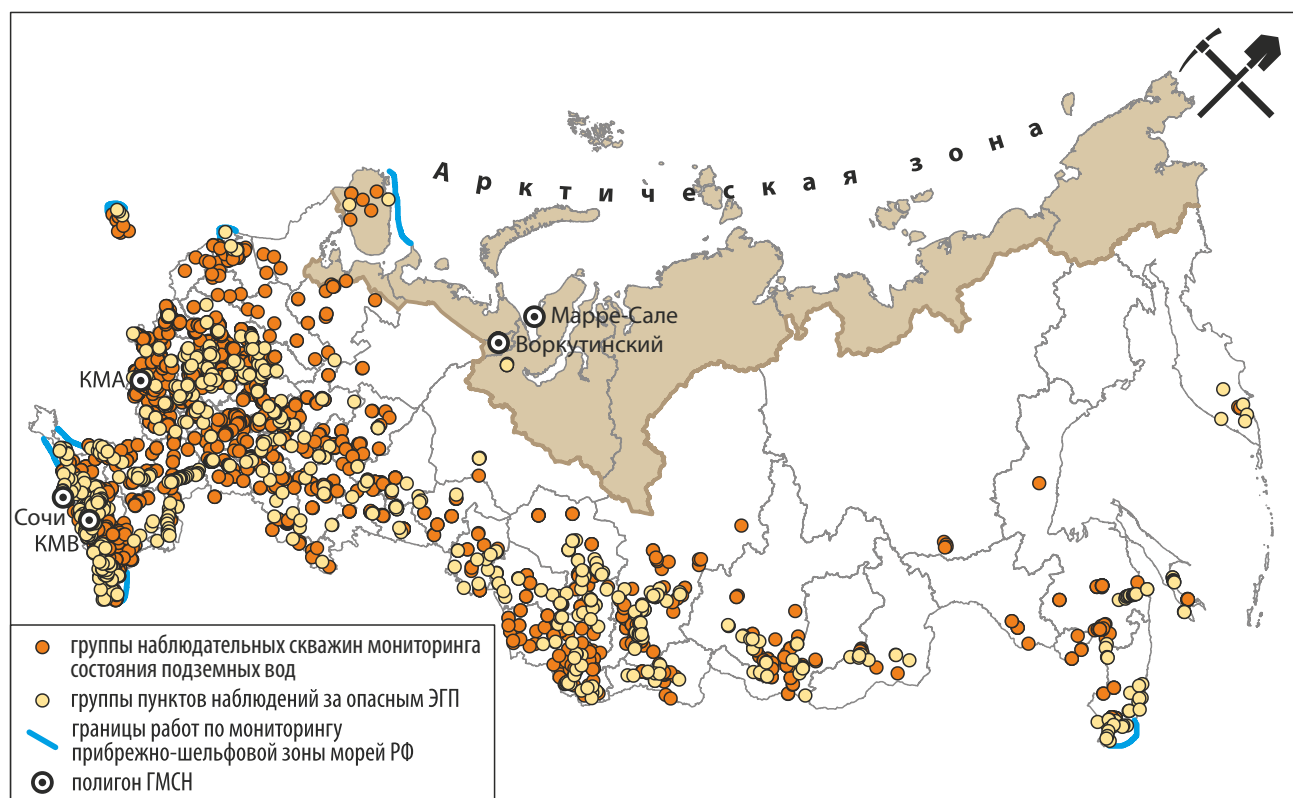 Арктическая зона
Марре-Сале
Воркутинский
КМА
Сочи
КМВ
группы наблюдательных скважин мониторинга
состояния подземных вод
группы пунктов наблюдений за опасным ЭГП
границы работ по мониторингу
прибрежно-шельфовой зоны морей РФ
полигон ГМСН